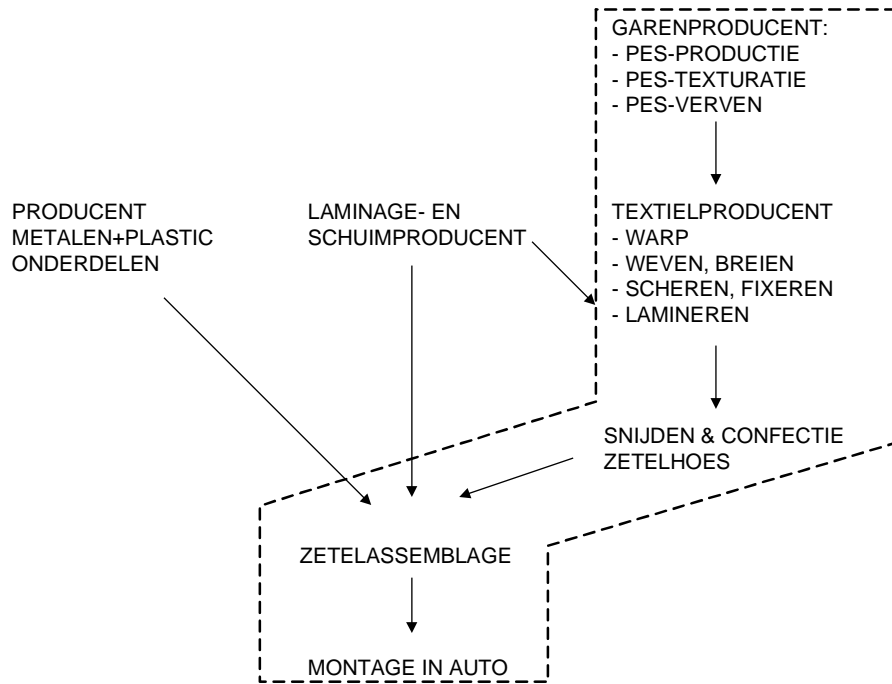 GARENPRODUCENT:
- PES-PRODUCTIE
- PES-TEXTURATIE
- PES-VERVEN
PRODUCENT
METALEN+PLASTIC
ONDERDELEN
LAMINAGE- EN
SCHUIMPRODUCENT
TEXTIELPRODUCENT
- WARP
- WEVEN, BREIEN
- SCHEREN, FIXEREN
- LAMINEREN
SNIJDEN & CONFECTIE
ZETELHOES
ZETELASSEMBLAGE
MONTAGE IN AUTO